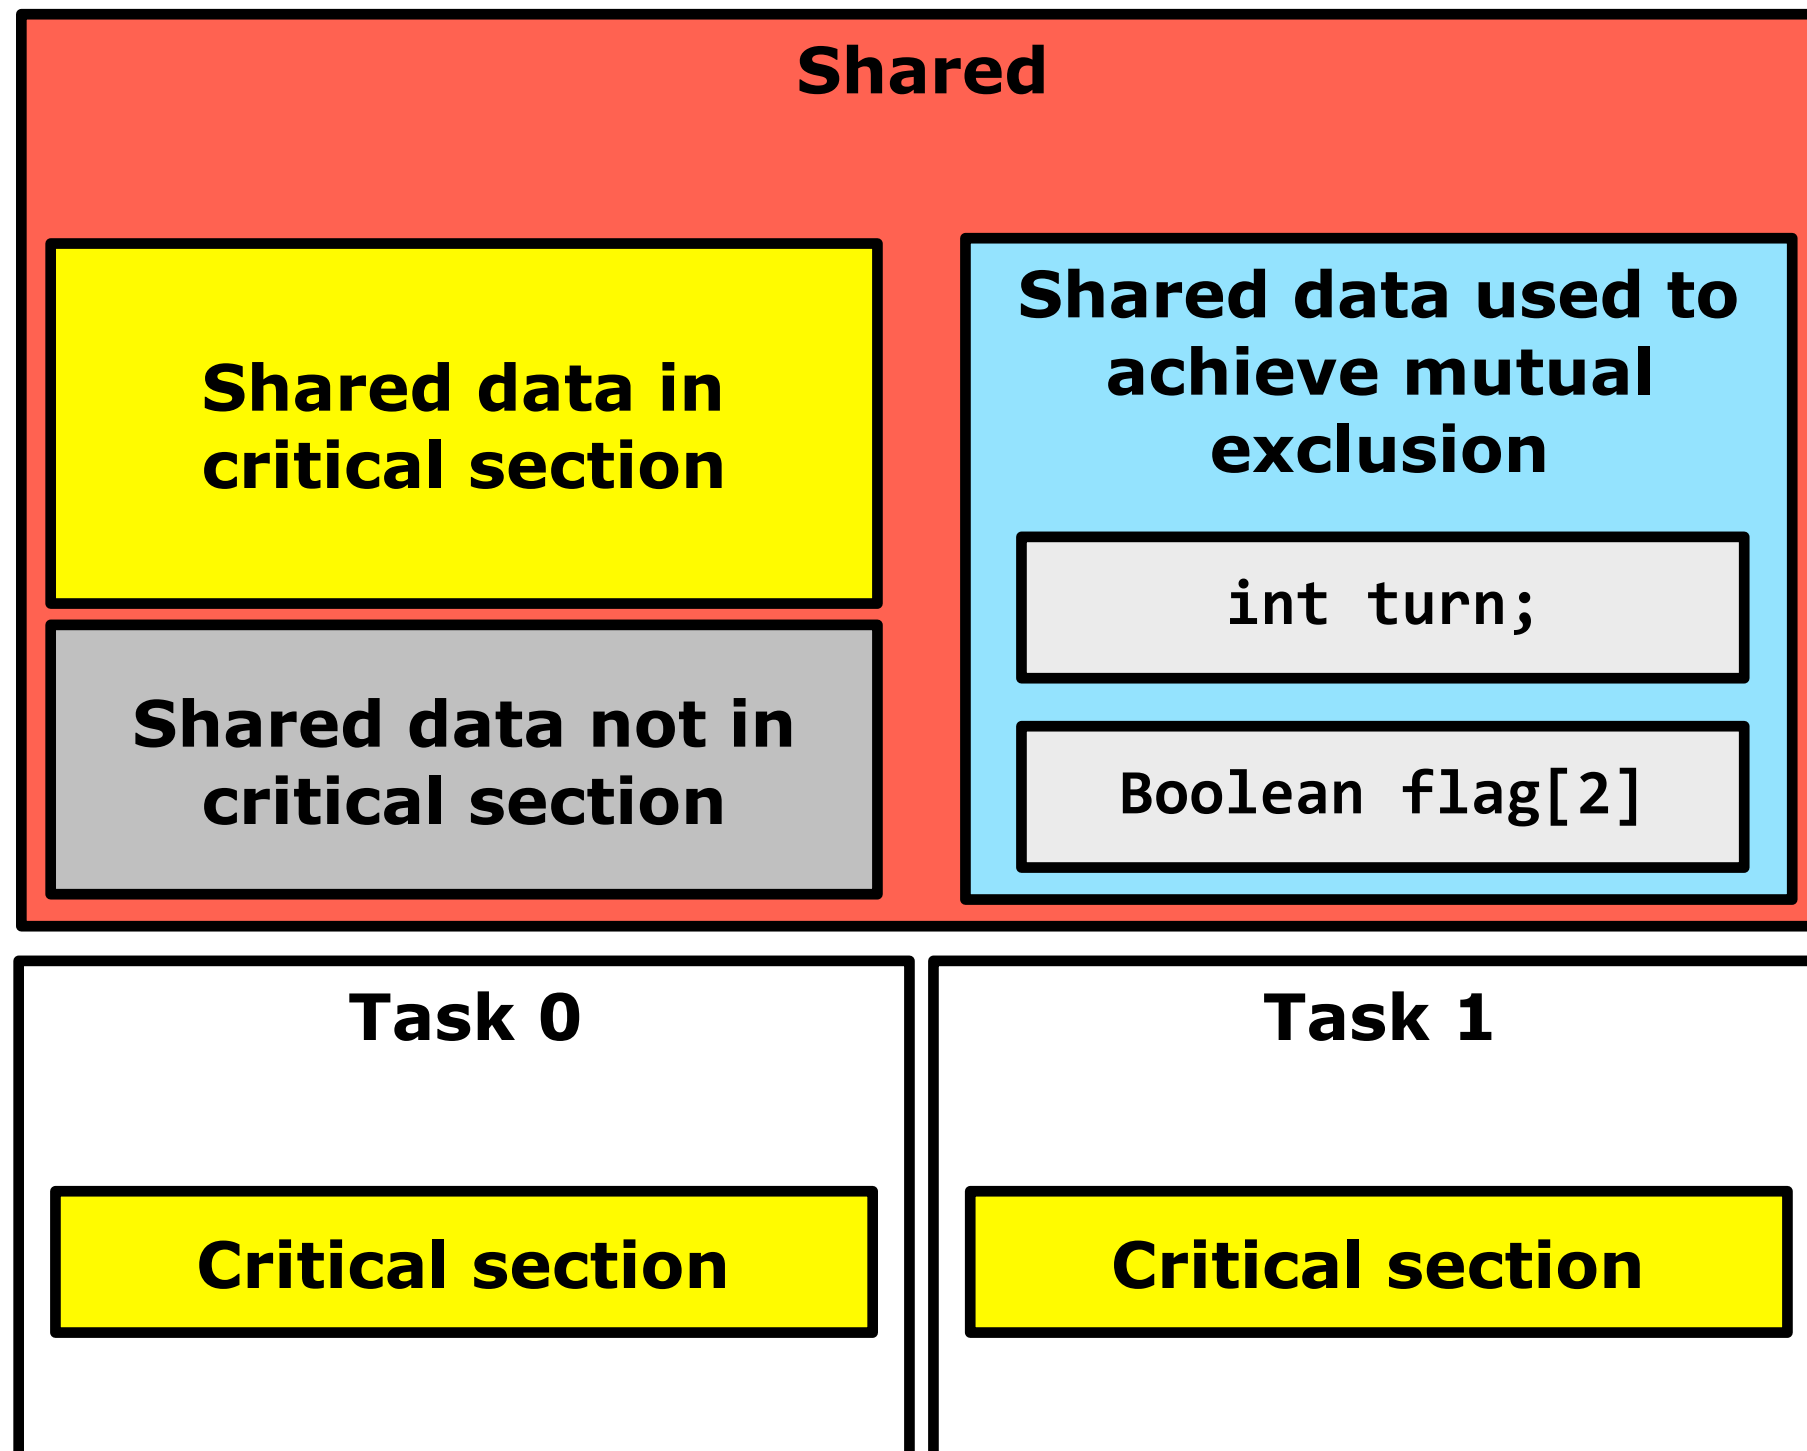 Shared
Shared data in
critical section
Shared data not in
critical section
Shared data used to
achieve mutual
exclusion
int turn;
Boolean flag[2]
Task 0
Critical section
Task 1
Critical section